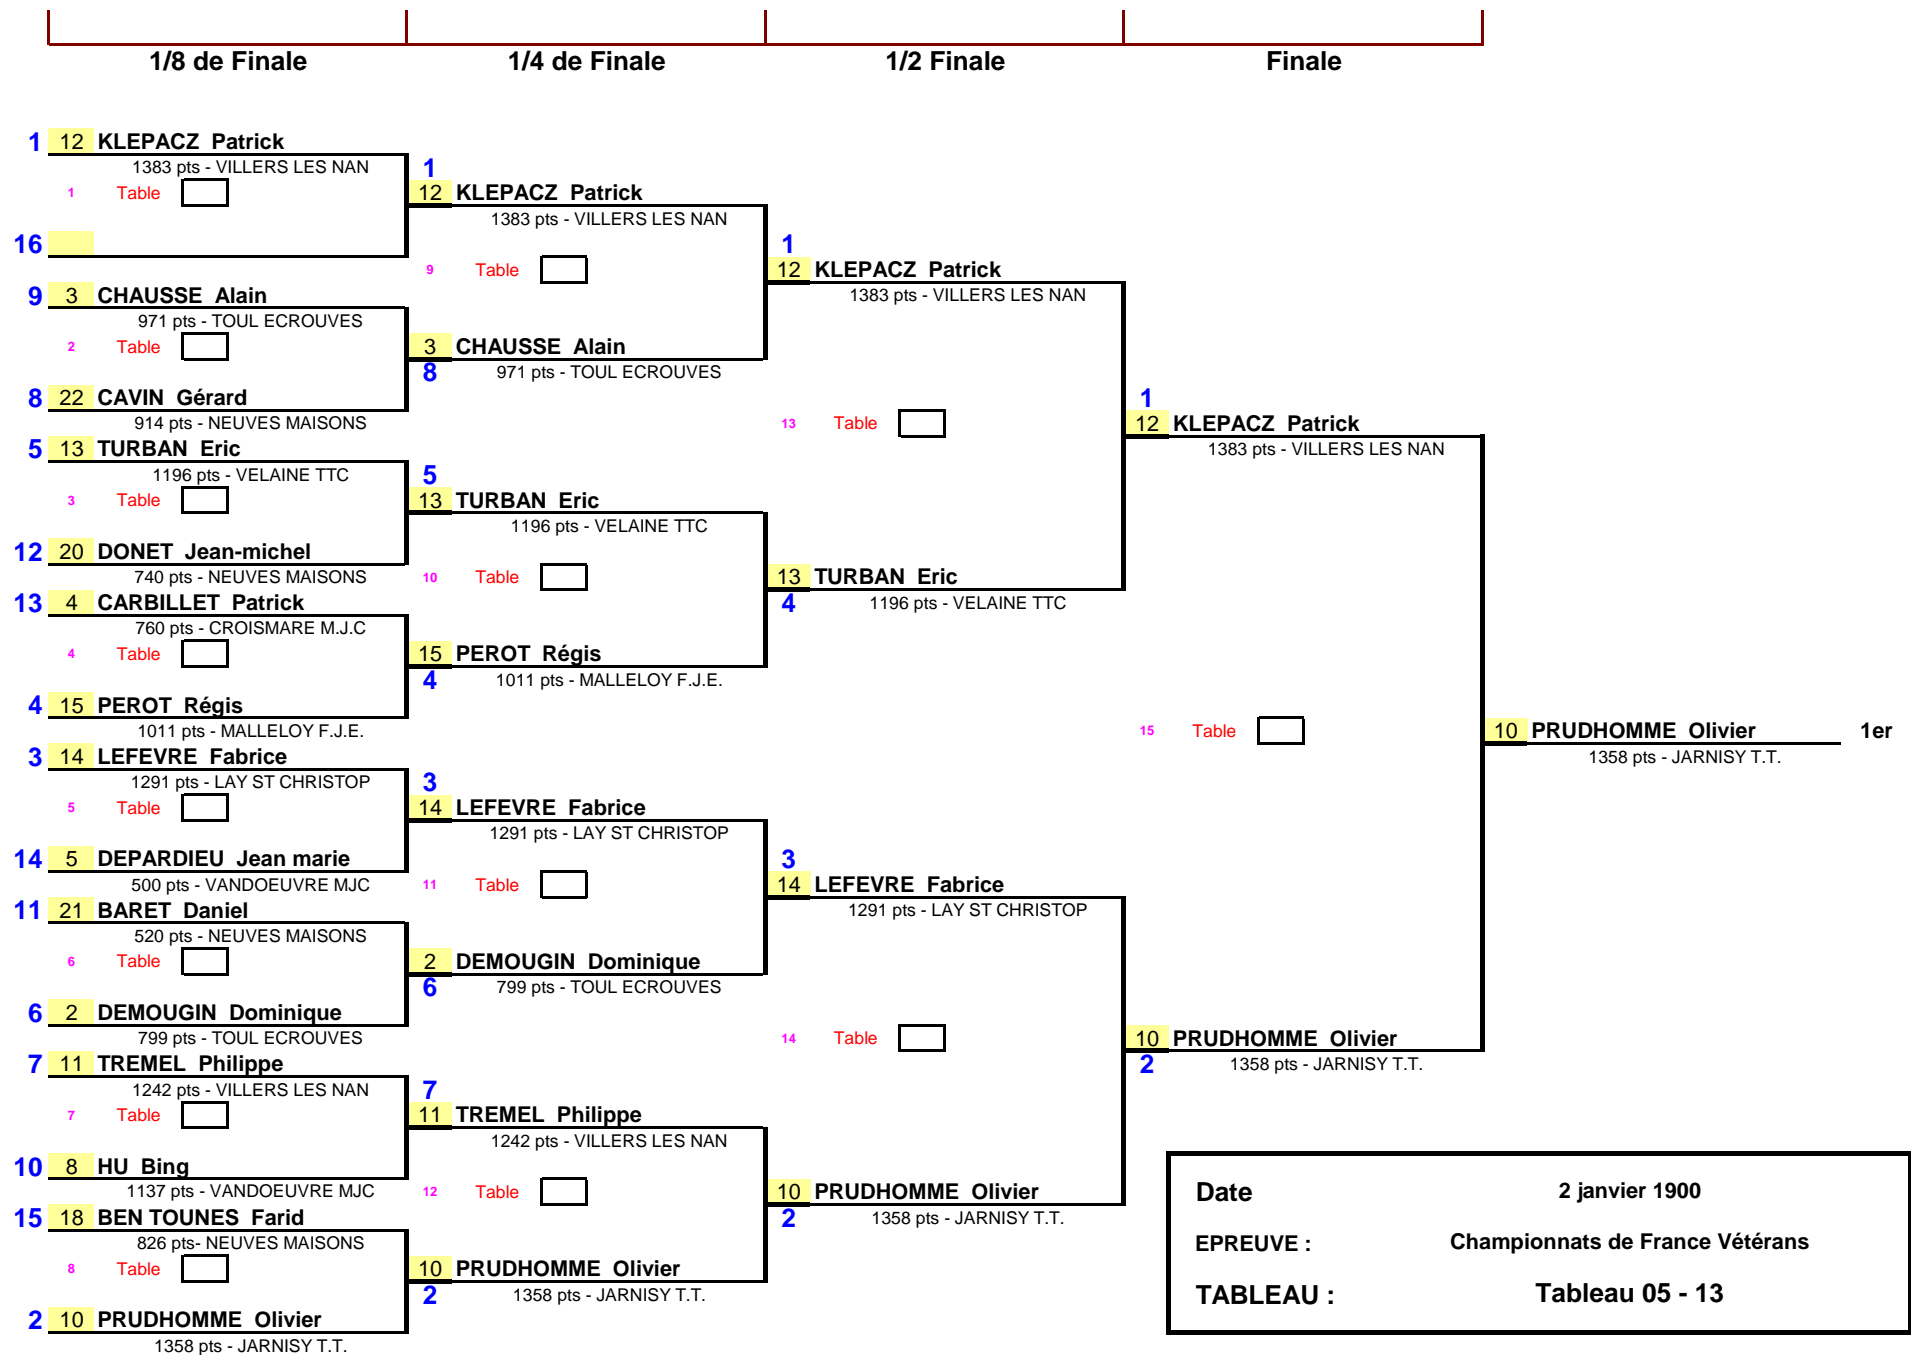 1/8 de Finale 1/4 de Finale 1/2 Finale Finale
1 12 KLEPACZ Patrick
1383 pts - VILLERS LES NAN
1 Table
16
9 3 CHAUSSE Alain
971 pts - TOUL ECROUVES
2 Table
8 22 CAVIN Gérard
914 pts - NEUVES MAISONS
5 13 TURBAN Eric
1196 pts - VELAINE TTC
3 Table
12 20 DONET Jean-michel
740 pts - NEUVES MAISONS
13 4 CARBILLET Patrick
760 pts - CROISMARE M.J.C
4 Table
4 15 PEROT Régis
1011 pts - MALLELOY F.J.E.
3 14 LEFEVRE Fabrice
1291 pts - LAY ST CHRISTOP
5 Table
14 5 DEPARDIEU Jean marie
500 pts - VANDOEUVRE MJC
11 21 BARET Daniel
520 pts - NEUVES MAISONS
6 Table
6 2 DEMOUGIN Dominique
799 pts - TOUL ECROUVES
7 11 TREMEL Philippe
1242 pts - VILLERS LES NAN
7 Table
10 8 HU Bing
1137 pts - VANDOEUVRE MJC
15 18 BEN TOUNES Farid
826 pts- NEUVES MAISONS
8 Table
2 10 PRUDHOMME Olivier
1358 pts - JARNISY T.T.
1
12 KLEPACZ Patrick
1383 pts - VILLERS LES NAN
9 Table
3 CHAUSSE Alain
8
971 pts - TOUL ECROUVES
5
13 TURBAN Eric
1196 pts - VELAINE TTC
10 Table
15 PEROT Régis
4
1011 pts - MALLELOY F.J.E.
3
14 LEFEVRE Fabrice
1291 pts - LAY ST CHRISTOP
11 Table
2 DEMOUGIN Dominique
6
799 pts - TOUL ECROUVES
7
11 TREMEL Philippe
1242 pts - VILLERS LES NAN
12 Table
10 PRUDHOMME Olivier
2
1358 pts - JARNISY T.T.
1
12 KLEPACZ Patrick
1383 pts - VILLERS LES NAN
13 Table
13 TURBAN Eric
4
1196 pts - VELAINE TTC
3
14 LEFEVRE Fabrice
1291 pts - LAY ST CHRISTOP
14 Table
10 PRUDHOMME Olivier
2
1358 pts - JARNISY T.T.
1
12 KLEPACZ Patrick
1383 pts - VILLERS LES NAN
15 Table
10 PRUDHOMME Olivier
2
1358 pts - JARNISY T.T.
10 PRUDHOMME Olivier 1er
1358 pts - JARNISY T.T.
Date 2 janvier 1900
EPREUVE : Championnats de France Vétérans
TABLEAU : Tableau 05 - 13